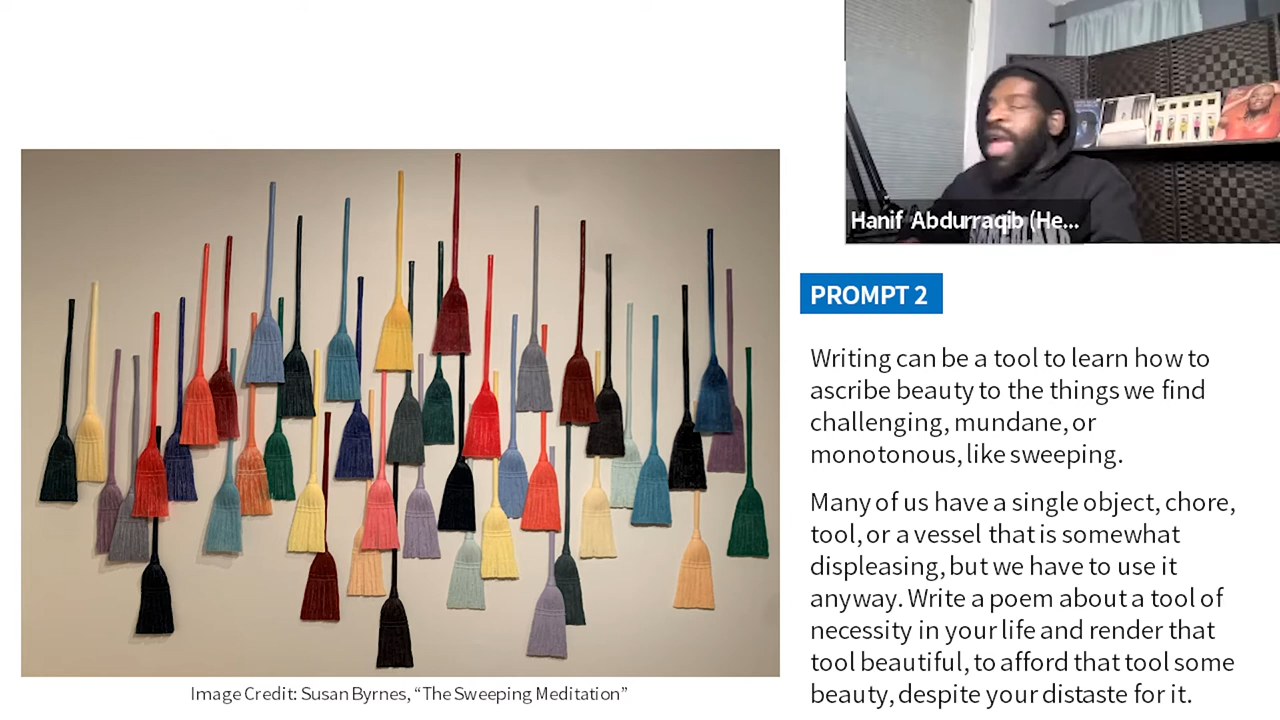 Hanif Abdurraqib (He...
PROMPT 2
Writing can be a tool to learn how to
ascribe beauty to the things we find
challenging, mundane, or
monotonous, like sweeping.
Many of us have a single object, chore,
tool, or a vessel that is somewhat
displeasing, but we have to use it
anyway. Write a poem about a tool of
necessity in your life and render that
tool beautiful, to afford that tool some
beauty, despite your distaste for it.
Image Credit: Susan Byrnes, “The Sweeping Meditation”